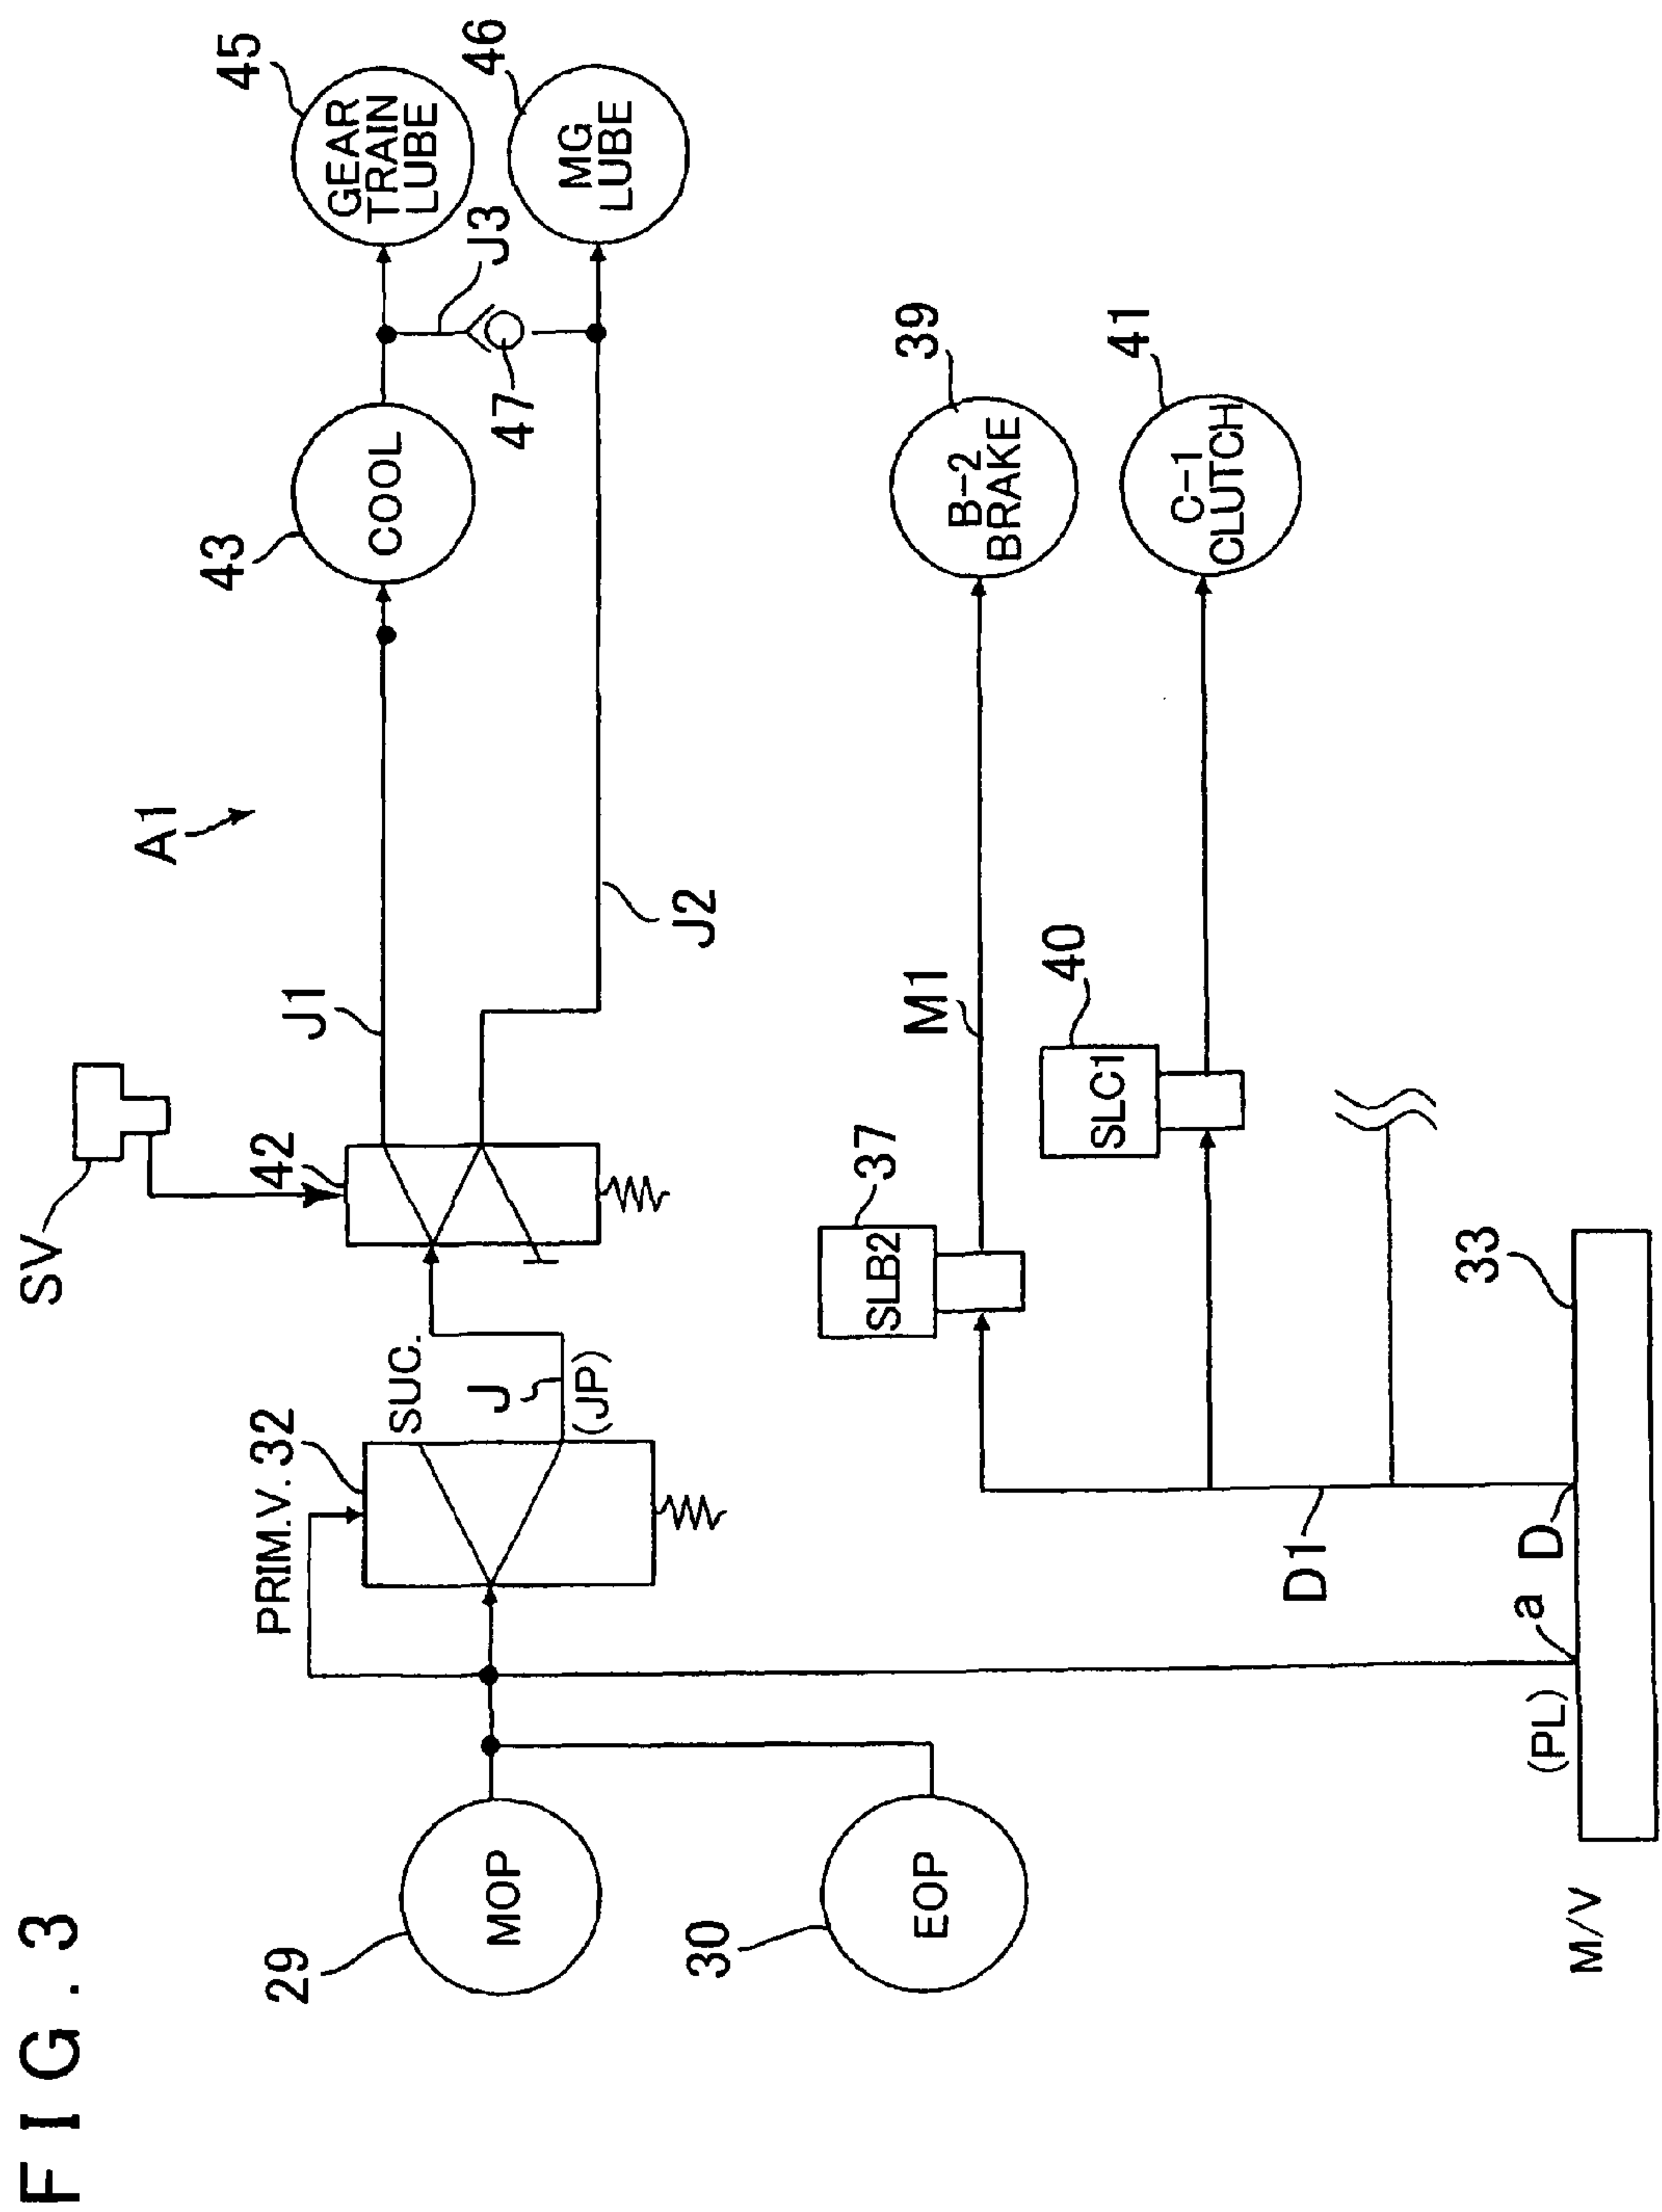 FIG. 3
SV
A1
42
J1
43
COOL
45
GEAR
TRAIN
LUBE
46
MG
LUBE
J3
47
J2
PRIM.V. 32
SUC.
J
(JP)
29
MOP
30
EOP
37
SLB2
M1
39
B-2
BRAKE
40
SLC1
41
C-1
CLUTCH
D1
a
D
33
(PL)
M/V